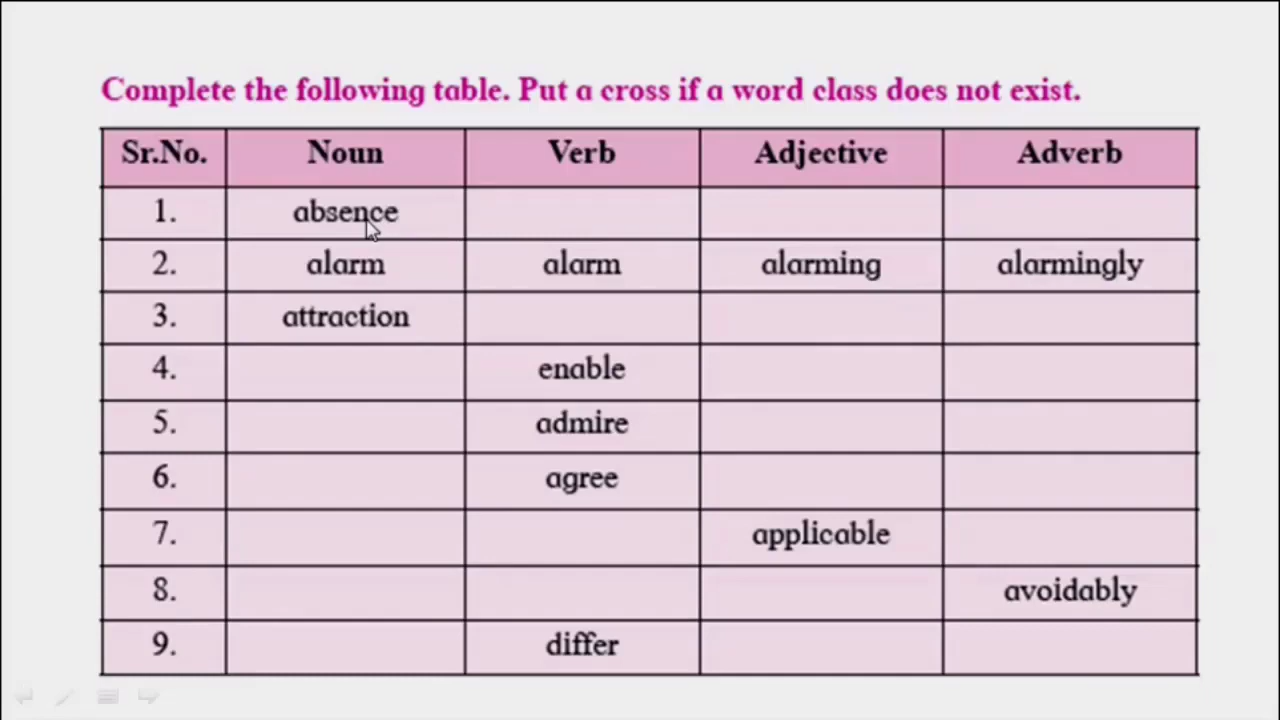 Complete the following table. Put a cross if a word class does not exist.
Sr.No. Noun Verb Adjective Adverb
1. absence
2. alarm alarm alarming alarmingly
3. attraction
4. enable
5. admire
6. agree
7. applicable
8. avoidably
9. differ